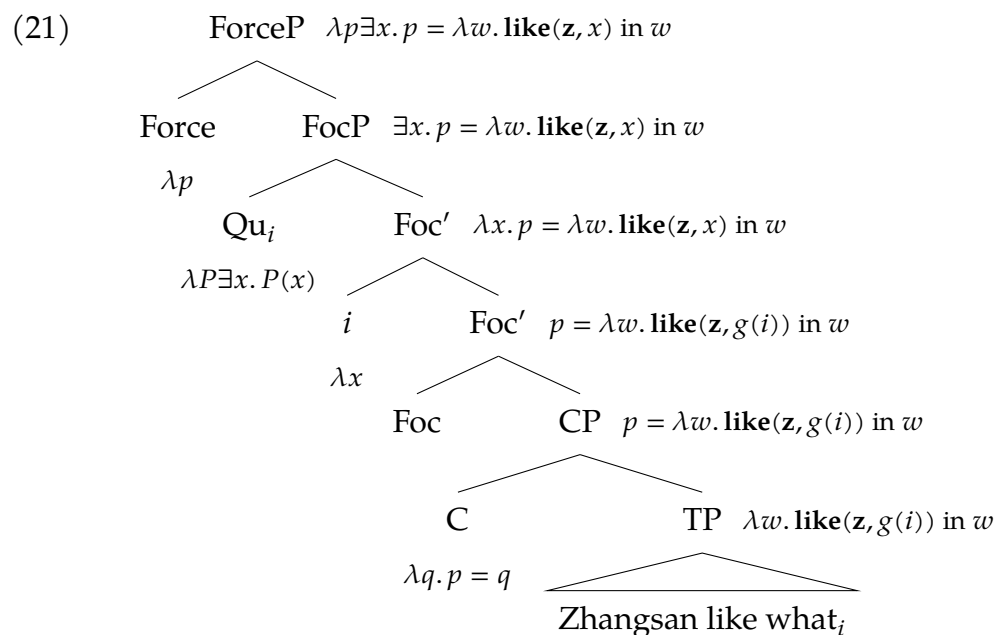 (21) ForceP λp∃x. p = λw. like(z, x) in w
Force FocP ∃x. p = λw. like(z, x) in w
λp
Quᵢ Foc′ λx. p = λw. like(z, x) in w
λP∃x. P(x)
i Foc′ p = λw. like(z, g(i)) in w
λx
Foc CP p = λw. like(z, g(i)) in w
C TP λw. like(z, g(i)) in w
λq. p = q
Zhangsan like whatᵢ